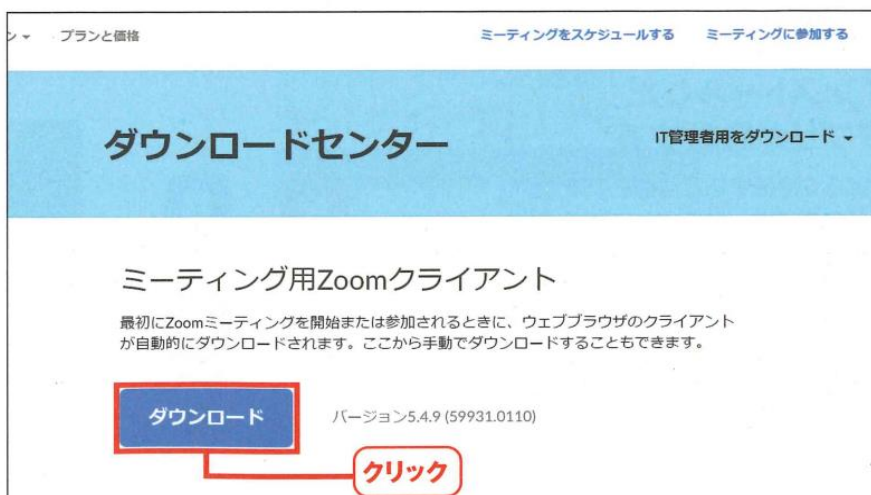 ン プランと価格 ミーティングをスケジュールする ミーティングに参加する
ダウンロードセンター IT管理者用をダウンロード
ミーティング用Zoomクライアント
最初にZoomミーティングを開始または参加されるときに、ウェブブラウザのクライアント
が自動的にダウンロードされます。ここから手動でダウンロードすることもできます。
ダウンロード バージョン5.4.9 (59931.0110)
クリック